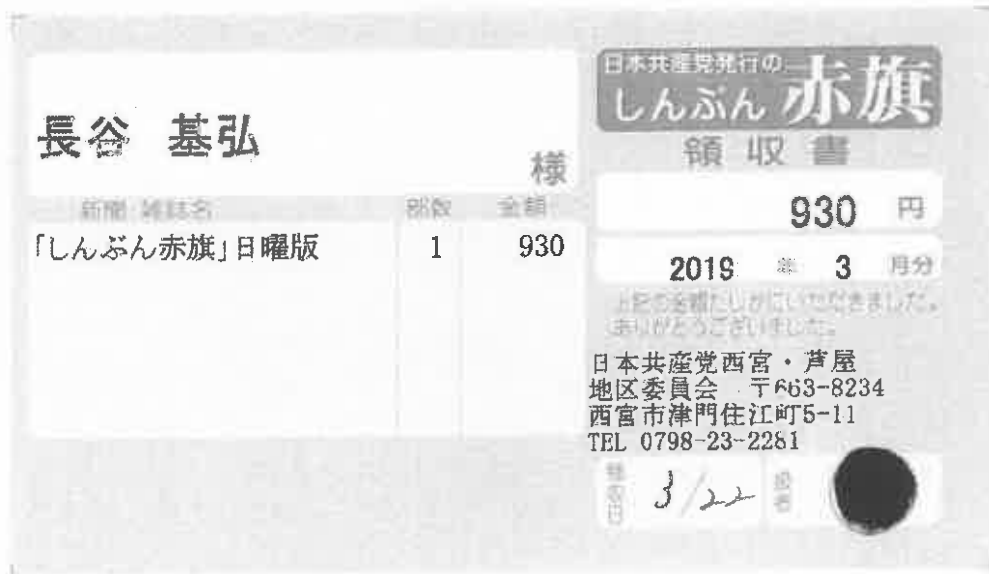 長谷 基弘
様
新聞・雑誌名 部数 金額
「しんぶん赤旗」日曜版 1 930
日本共産党発行の
しんぶん 赤旗
領収書
930 円
2019 年 3 月分
上記の金額たしかにいただきました。
ありがとうございました。
日本共産党西宮・芦屋
地区委員会 〒663-8234
西宮市津門住江町5-11
TEL 0798-23-2281
領収日 3/22